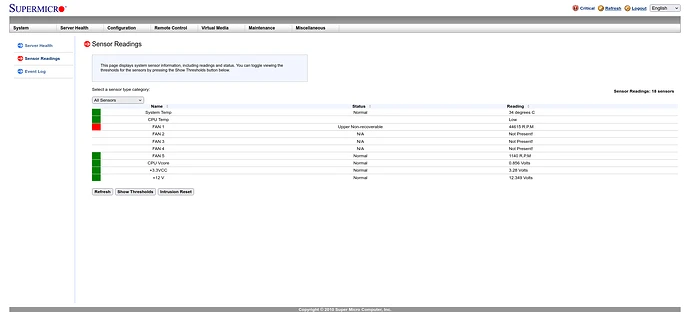 SUPERMICRO
Critical Refresh Logout English
System Server Health Configuration Remote Control Virtual Media Maintenance Miscellaneous
Server Health
Sensor Readings
Event Log
Sensor Readings
This page displays system sensor information, including readings and status. You can toggle viewing
the thresholds for the sensors by pressing the Show Thresholds button below.
Select a sensor type category:
Sensor Readings: 18 sensors
All Sensors
Name Status Reading
System Temp Normal 34 degrees C
CPU Temp Low
FAN 1 Upper Non-recoverable 44615 R.P.M
FAN 2 N/A Not Present!
FAN 3 N/A Not Present!
FAN 4 N/A Not Present!
FAN 5 Normal 1140 R.P.M
CPU Vcore Normal 0.856 Volts
+3.3VCC Normal 3.28 Volts
+12 V Normal 12.349 Volts
Refresh Show Thresholds Intrusion Reset
Copyright © 2010 Super Micro Computer, Inc.